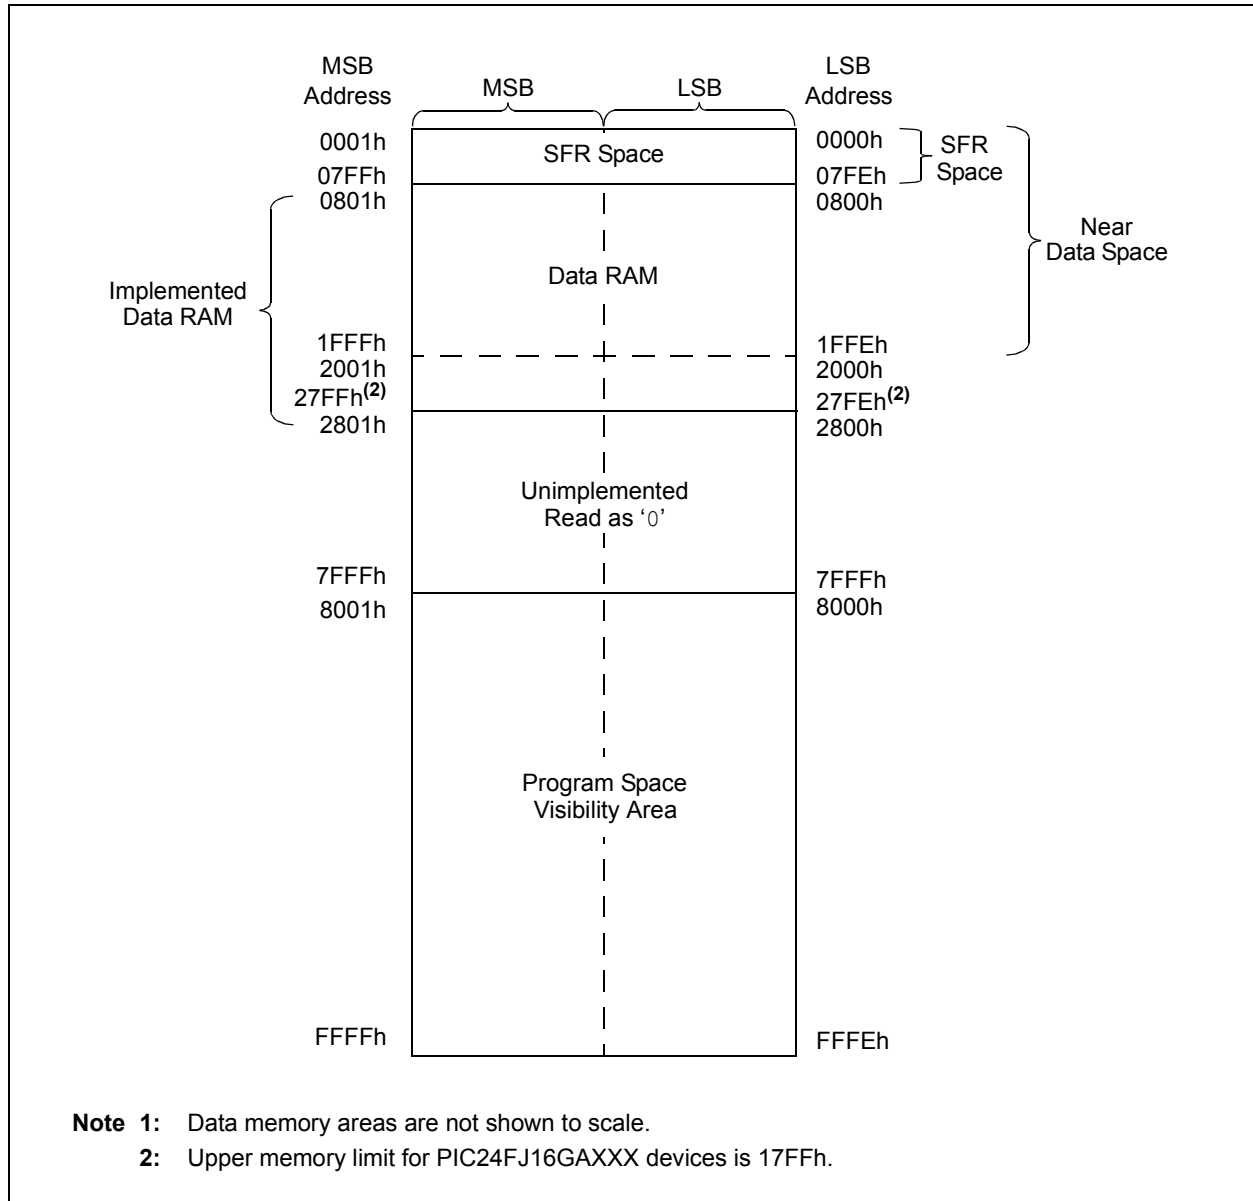 MSB
Address
MSB
LSB
LSB
Address
0001h
SFR Space
0000h
SFR
Space
07FFh
07FEh
0801h
0800h
Near
Data Space
Data RAM
Implemented
Data RAM
1FFFh
1FFEh
2001h
2000h
27FFh(2)
27FEh(2)
2801h
2800h
Unimplemented
Read as ‘0’
7FFFh
7FFFh
8001h
8000h
Program Space
Visibility Area
FFFFh
FFFEh
Note 1: Data memory areas are not shown to scale.
2: Upper memory limit for PIC24FJ16GAXXX devices is 17FFh.